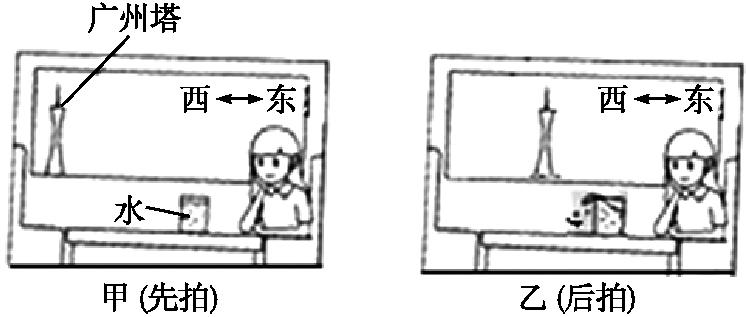 广州塔
西 东
水
甲 (先拍)
西 东
乙 (后拍)